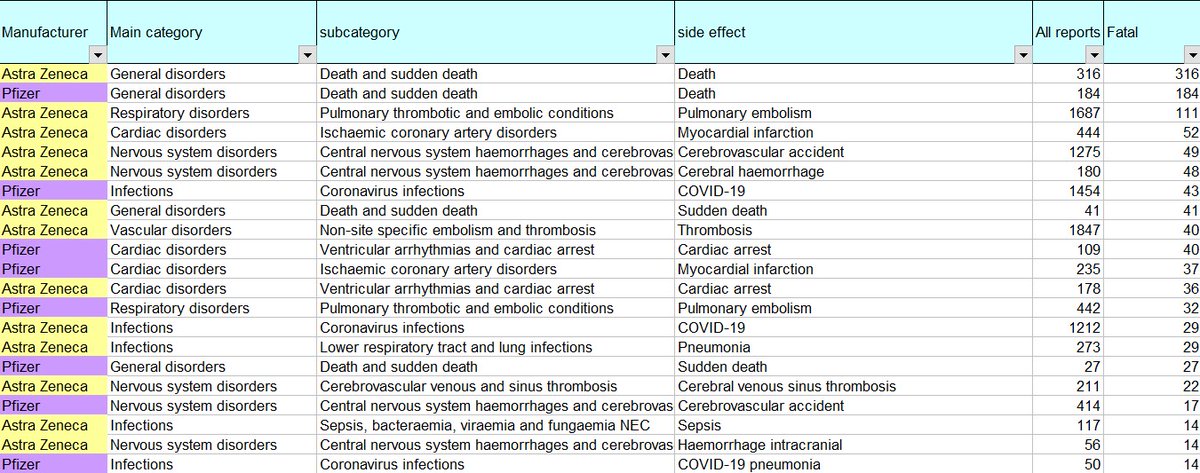 Manufacturer Main category subcategory side effect All reports Fatal
Astra Zeneca General disorders Death and sudden death Death 316 316
Pfizer General disorders Death and sudden death Death 184 184
Astra Zeneca Respiratory disorders Pulmonary thrombotic and embolic conditions Pulmonary embolism 1687 111
Astra Zeneca Cardiac disorders Ischaemic coronary artery disorders Myocardial infarction 444 52
Astra Zeneca Nervous system disorders Central nervous system haemorrhages and cerebrovas Cerebrovascular accident 1275 49
Astra Zeneca Nervous system disorders Central nervous system haemorrhages and cerebrovas Cerebral haemorrhage 180 48
Pfizer Infections Coronavirus infections COVID-19 1454 43
Astra Zeneca General disorders Death and sudden death Sudden death 41 41
Astra Zeneca Vascular disorders Non-site specific embolism and thrombosis Thrombosis 1847 40
Pfizer Cardiac disorders Ventricular arrhythmias and cardiac arrest Cardiac arrest 109 40
Pfizer Cardiac disorders Ischaemic coronary artery disorders Myocardial infarction 235 37
Astra Zeneca Cardiac disorders Ventricular arrhythmias and cardiac arrest Cardiac arrest 178 36
Pfizer Respiratory disorders Pulmonary thrombotic and embolic conditions Pulmonary embolism 442 32
Astra Zeneca Infections Coronavirus infections COVID-19 1212 29
Astra Zeneca Infections Lower respiratory tract and lung infections Pneumonia 273 29
Pfizer General disorders Death and sudden death Sudden death 27 27
Astra Zeneca Nervous system disorders Cerebrovascular venous and sinus thrombosis Cerebral venous sinus thrombosis 211 22
Pfizer Nervous system disorders Central nervous system haemorrhages and cerebrovas Cerebrovascular accident 414 17
Astra Zeneca Infections Sepsis, bacteraemia, viraemia and fungaemia NEC Sepsis 117 14
Astra Zeneca Nervous system disorders Central nervous system haemorrhages and cerebrovas Haemorrhage intracranial 56 14
Pfizer Infections Coronavirus infections COVID-19 pneumonia 50 14